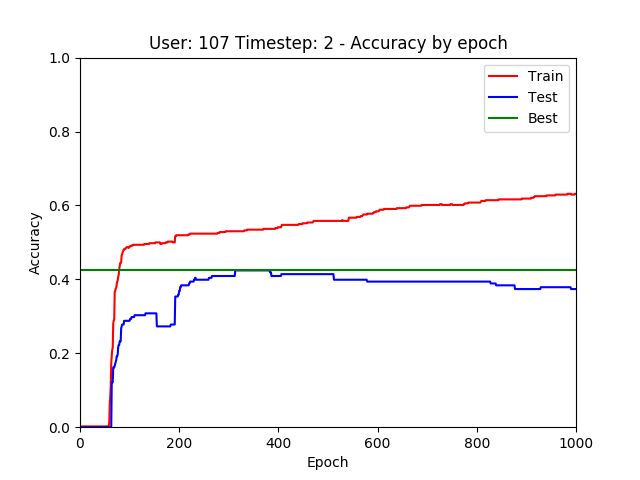 User: 107 Timestep: 2 - Accuracy by epoch
1.0
Train
Test
Best
0.8
0.6
Accuracy
0.4
0.2
0.0
0 200 400 600 800 1000
Epoch